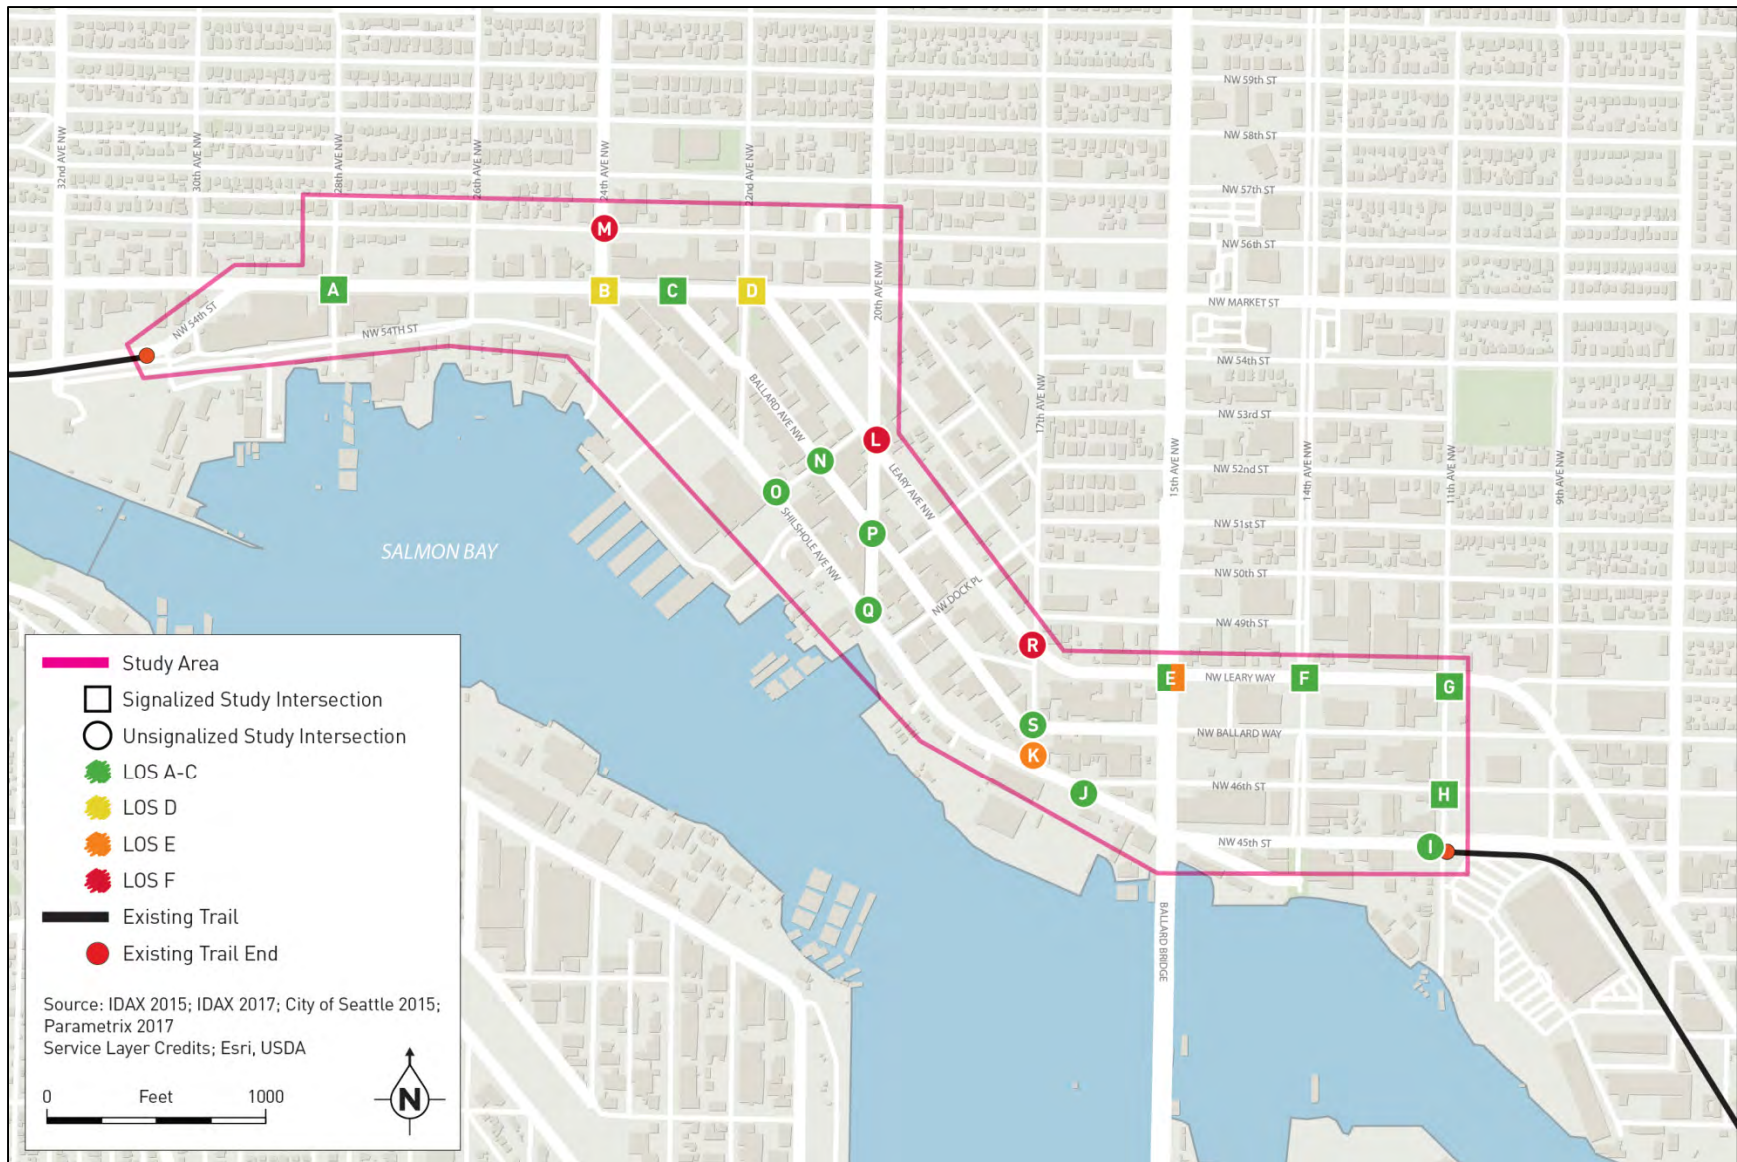 NW 59th ST
NW 58th ST
32nd AVE NW
30th AVE NW
28th AVE NW
26th AVE NW
24th AVE NW
22nd AVE NW
NW 57th ST
M
NW 56th ST
20th AVE NW
A
B
C
D
NW MARKET ST
NW 54th ST
NW 54TH ST
NW 54th ST
BALLARD AVE NW
17th AVE NW
NW 53rd ST
L
N
LEARY AVE NW
15th AVE NW
NW 52nd ST
14th AVE NW
11th AVE NW
9th AVE NW
O
SHILSHOLE AVE NW
P
NW 51st ST
SALMON BAY
NW 50th ST
NW DOCK PL
Q
NW 49th ST
R
E
NW LEARY WAY
F
G
S
NW BALLARD WAY
K
J
NW 46th ST
H
NW 45th ST
I
BALLARD BRIDGE
Study Area
Signalized Study Intersection
Unsignalized Study Intersection
LOS A-C
LOS D
LOS E
LOS F
Existing Trail
Existing Trail End
Source: IDAX 2015; IDAX 2017; City of Seattle 2015;
Parametrix 2017
Service Layer Credits; Esri, USDA
0 Feet 1000
N